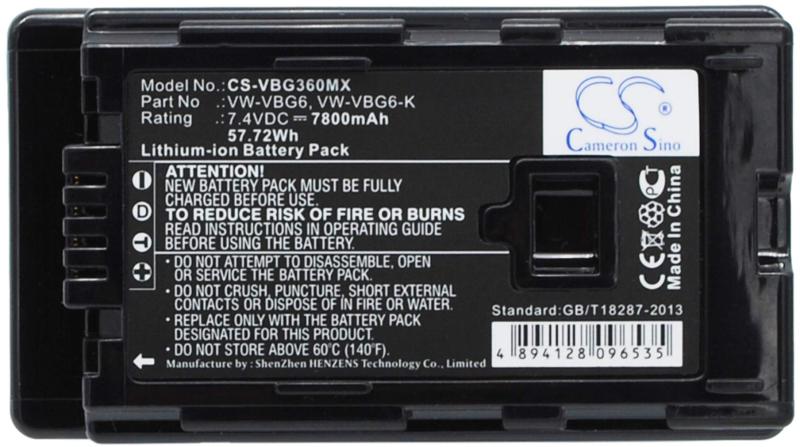 Model No.: CS-VBG360MX
Part No : VW-VBG6, VW-VBG6-K
Rating : 7.4VDC ⎓ 7800mAh
57.72Wh
Lithium-ion Battery Pack
CS
®
Cameron Sino
ATTENTION!
NEW BATTERY PACK MUST BE FULLY
CHARGED BEFORE USE.
TO REDUCE RISK OF FIRE OR BURNS
READ INSTRUCTIONS IN OPERATING GUIDE
BEFORE USING THE BATTERY.
• DO NOT ATTEMPT TO DISASSEMBLE, OPEN
OR SERVICE THE BATTERY PACK.
• DO NOT CRUSH, PUNCTURE, SHORT EXTERNAL
CONTACTS OR DISPOSE OF IN FIRE OR WATER.
• REPLACE ONLY WITH THE BATTERY PACK
DESIGNATED FOR THIS PRODUCT.
• DO NOT STORE ABOVE 60°C (140°F).
Manufacture by : ShenZhen HENZENS Technology Co., Limited
D
T
CE
PCT
Made in China
Standard:GB/T18287-2013
4 894128 096535